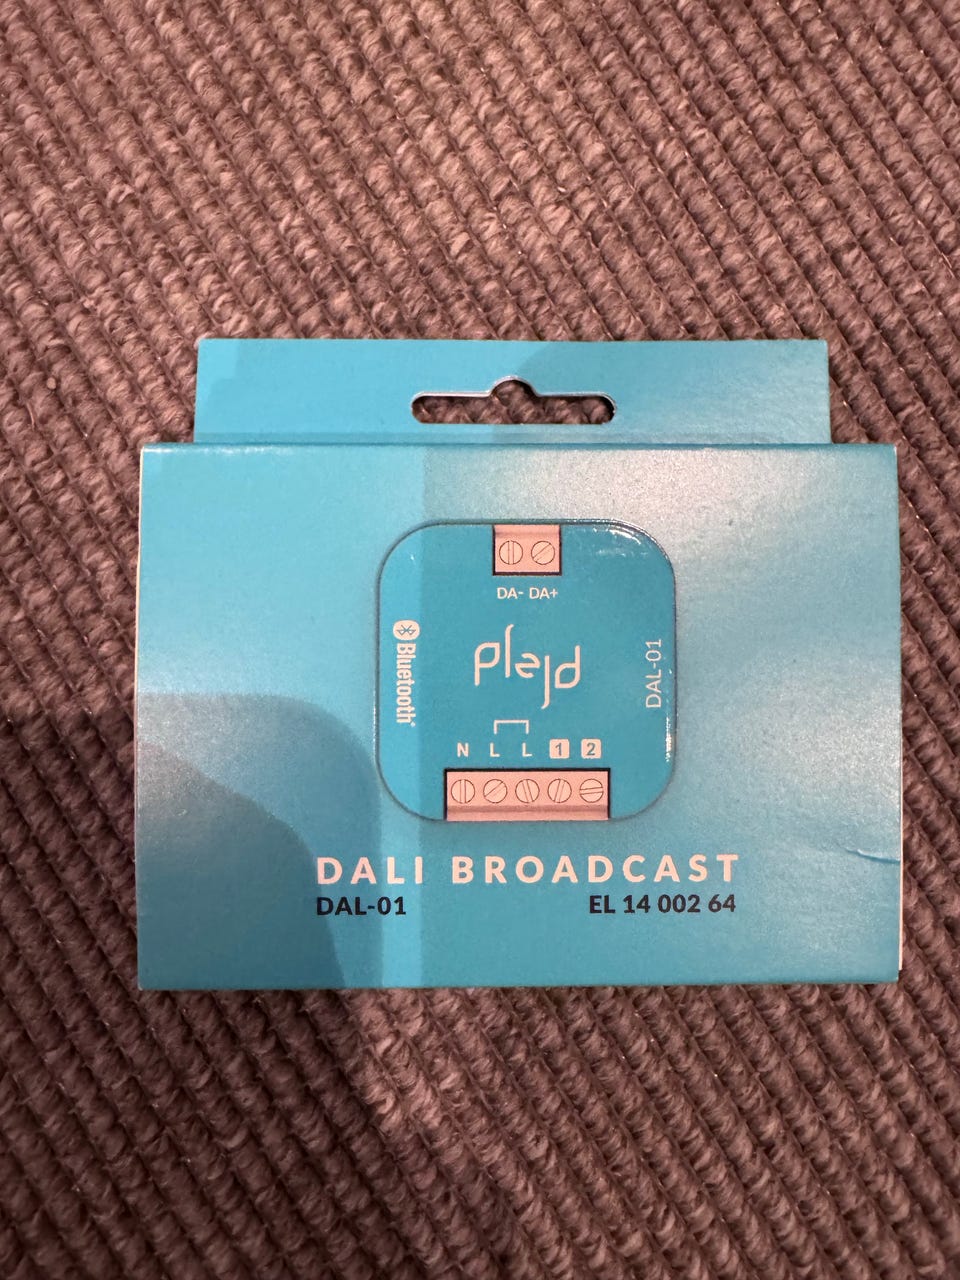 DA- DA+
Bluetooth®
plejd
DAL-01
N L L 1 2
DALI BROADCAST
DAL-01 EL 14 002 64